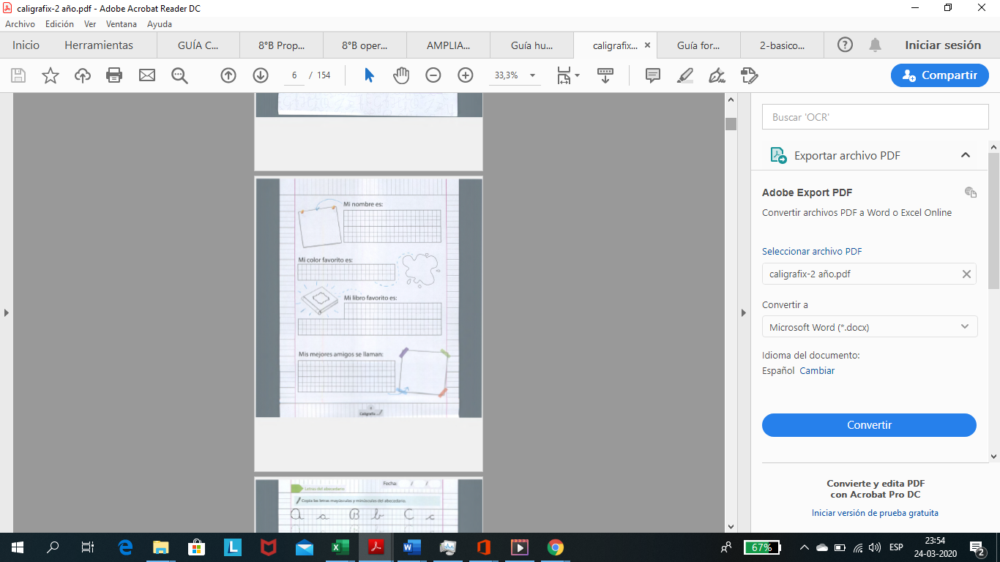 caligrafix-2 año.pdf - Adobe Acrobat Reader DC
Archivo Edición Ver Ventana Ayuda
Inicio Herramientas GUÍA C... 8°B Prop... 8°B oper... AMPLIA... Guía hu... caligrafix... Guía for... 2-basico... Iniciar sesión
6 / 154 33,3% Compartir
Buscar 'OCR'
Exportar archivo PDF
Adobe Export PDF
Convertir archivos PDF a Word o Excel Online
Seleccionar archivo PDF
caligrafix-2 año.pdf
Convertir a
Microsoft Word (*.docx)
Idioma del documento:
Español Cambiar
Convertir
Convierte y edita PDF
con Acrobat Pro DC
Iniciar versión de prueba gratuita
Mi nombre es:
Mi color favorito es:
Mi libro favorito es:
Mis mejores amigos se llaman:
Caligrafix
Fecha: / /
Letras del abecedario
Copia las letras mayúsculas y minúsculas del abecedario.
A a B b C c
67% ESP 23:54
24-03-2020 2